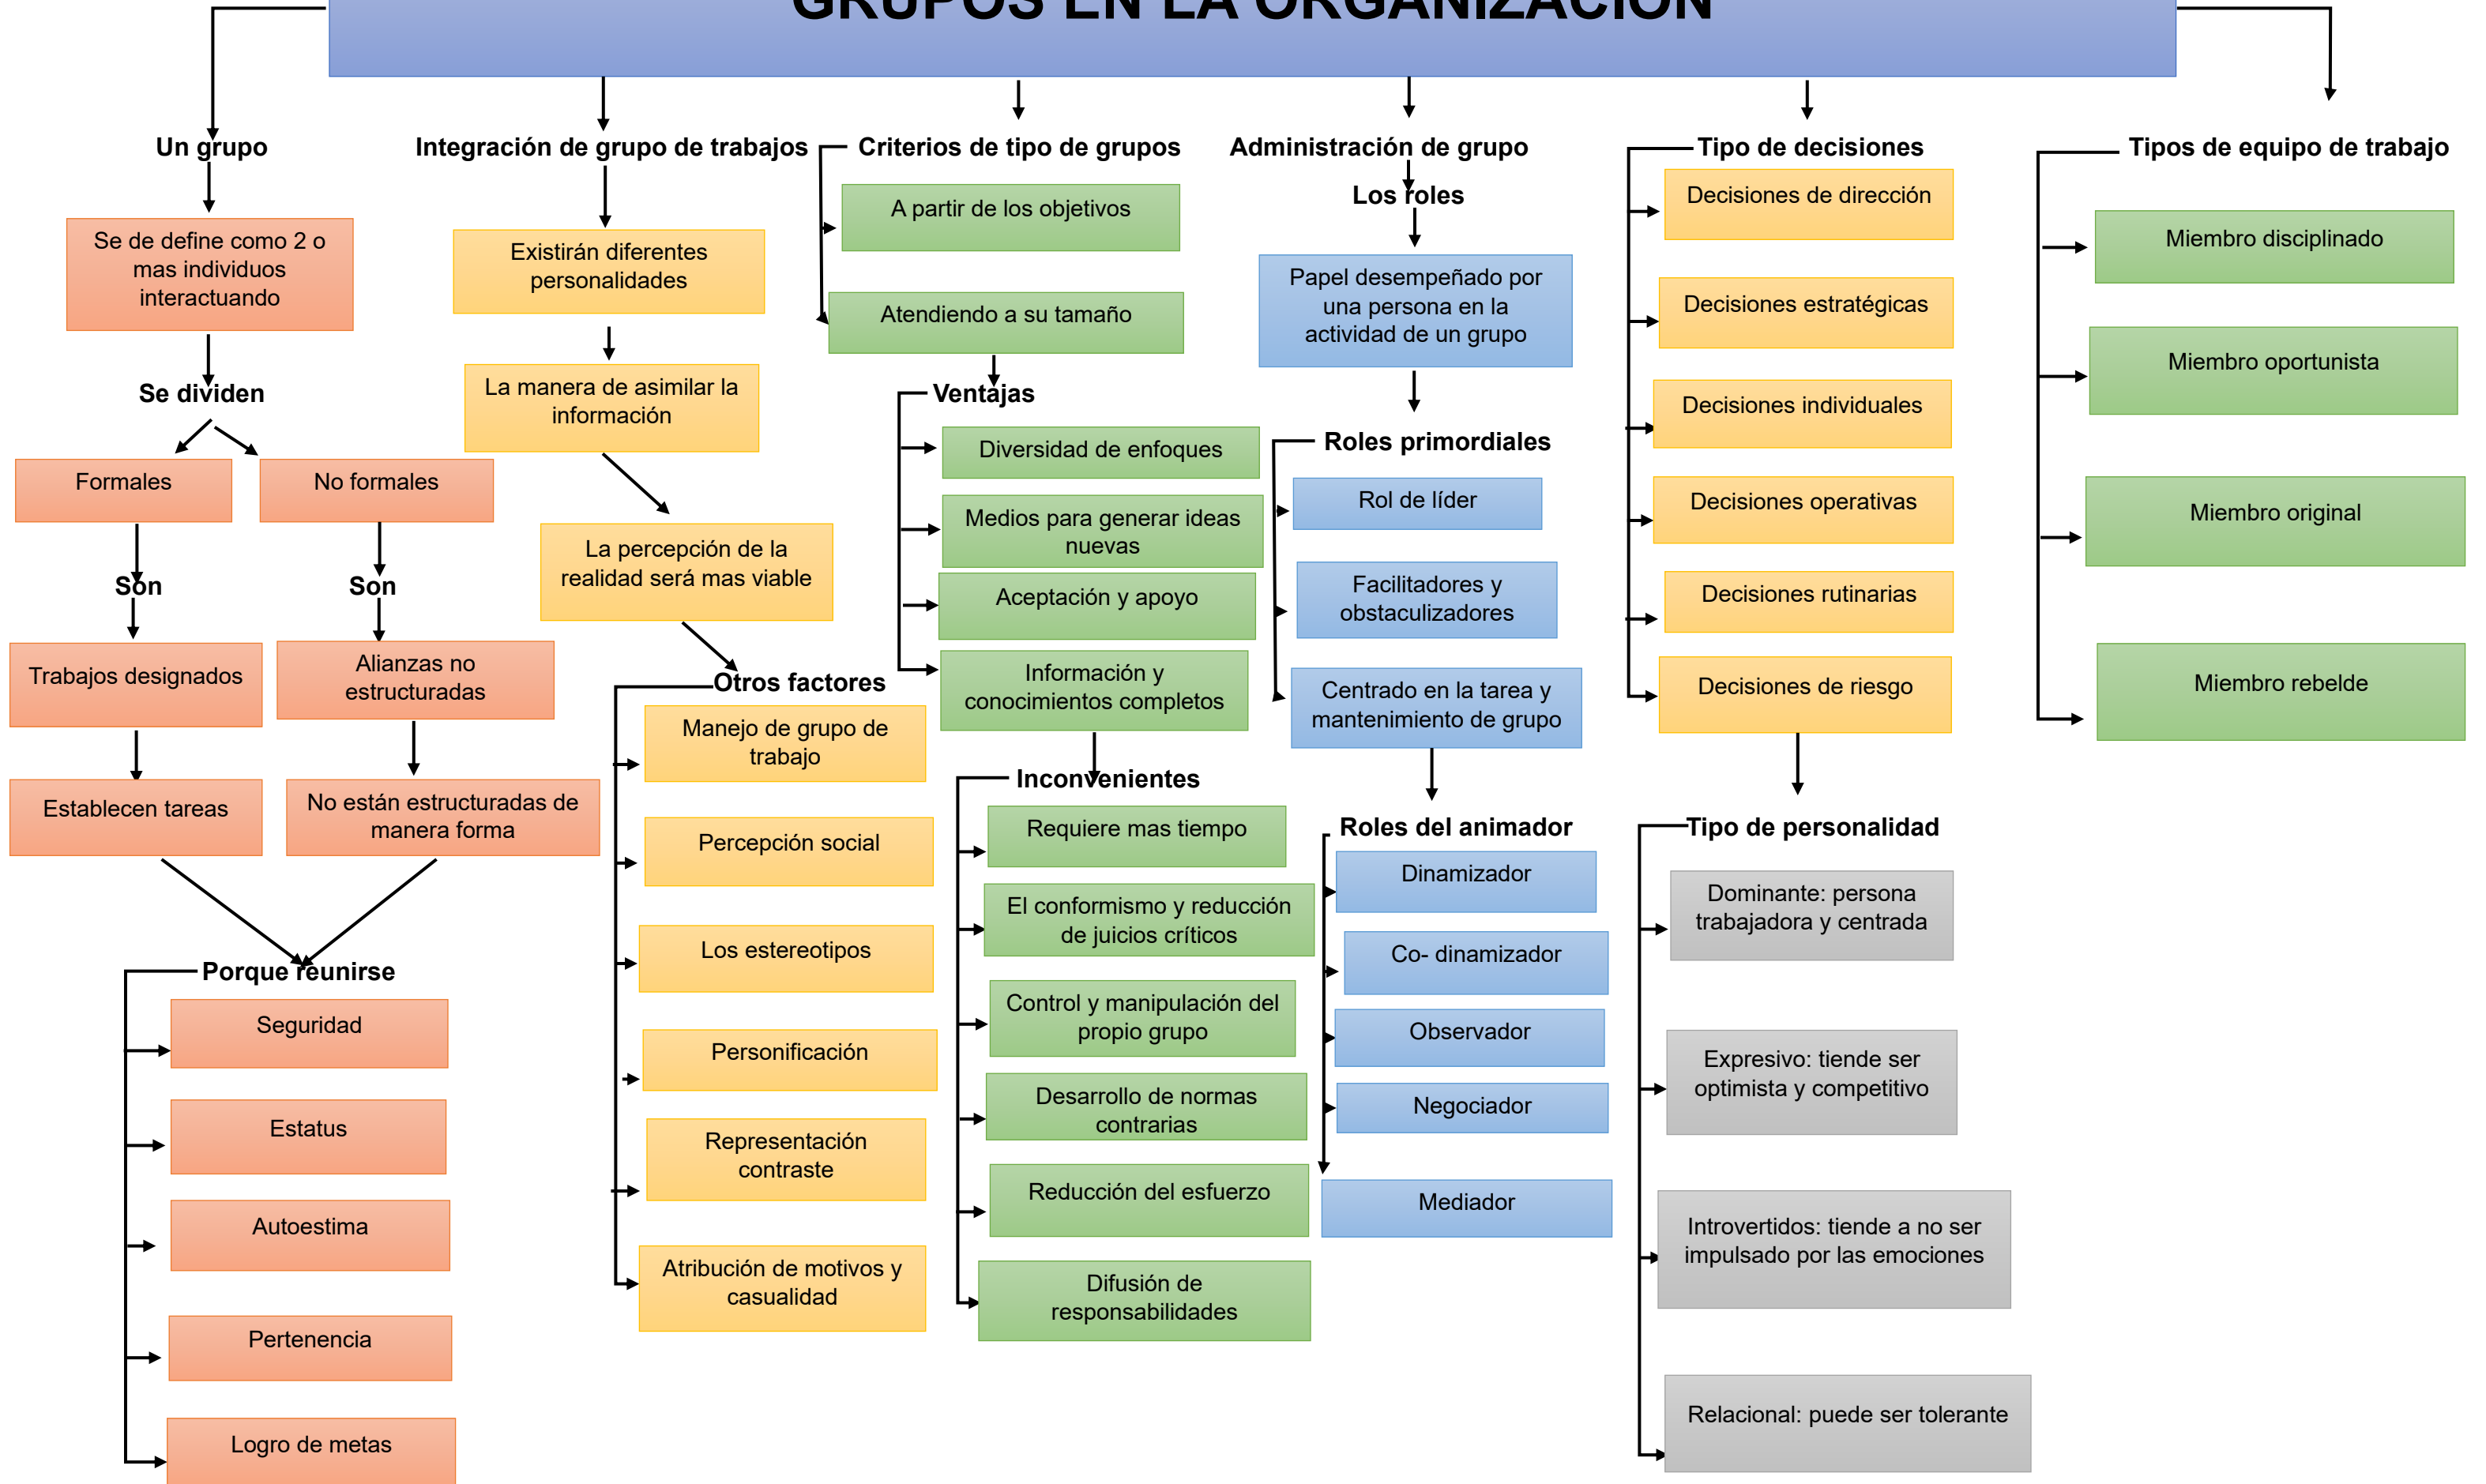 GRUPOS EN LA ORGANIZACIÓN
Un grupo
Se de define como 2 o
mas individuos
interactuando
Se dividen
Formales
No formales
Son
Son
Trabajos designados
Alianzas no
estructuradas
Establecen tareas
No están estructuradas de
manera forma
Porque reunirse
Seguridad
Estatus
Autoestima
Pertenencia
Logro de metas
Integración de grupo de trabajos
Existirán diferentes
personalidades
La manera de asimilar la
información
La percepción de la
realidad será mas viable
Otros factores
Manejo de grupo de
trabajo
Percepción social
Los estereotipos
Personificación
Representación
contraste
Atribución de motivos y
casualidad
Criterios de tipo de grupos
A partir de los objetivos
Atendiendo a su tamaño
Ventajas
Diversidad de enfoques
Medios para generar ideas
nuevas
Aceptación y apoyo
Información y
conocimientos completos
Inconvenientes
Requiere mas tiempo
El conformismo y reducción
de juicios críticos
Control y manipulación del
propio grupo
Desarrollo de normas
contrarias
Reducción del esfuerzo
Difusión de
responsabilidades
Administración de grupo
Los roles
Papel desempeñado por
una persona en la
actividad de un grupo
Roles primordiales
Rol de líder
Facilitadores y
obstaculizadores
Centrado en la tarea y
mantenimiento de grupo
Roles del animador
Dinamizador
Co- dinamizador
Observador
Negociador
Mediador
Tipo de decisiones
Decisiones de dirección
Decisiones estratégicas
Decisiones individuales
Decisiones operativas
Decisiones rutinarias
Decisiones de riesgo
Tipo de personalidad
Dominante: persona
trabajadora y centrada
Expresivo: tiende ser
optimista y competitivo
Introvertidos: tiende a no ser
impulsado por las emociones
Relacional: puede ser tolerante
Tipos de equipo de trabajo
Miembro disciplinado
Miembro oportunista
Miembro original
Miembro rebelde